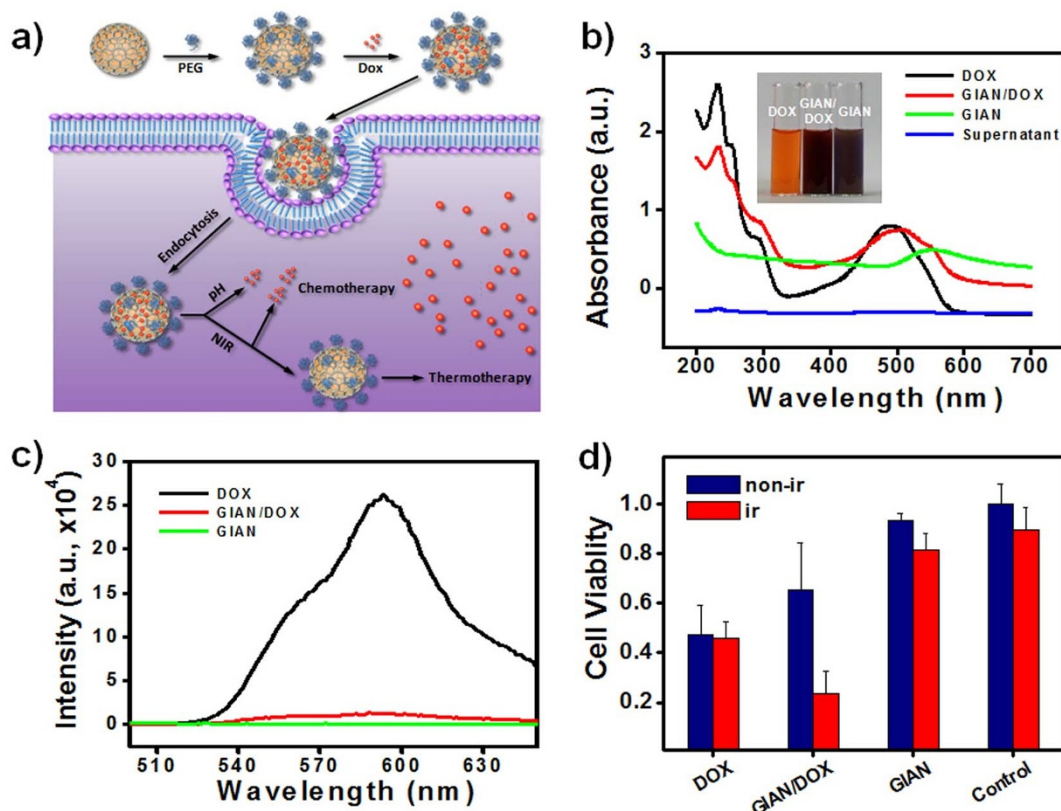 a)
PEG
Dox
Endocytosis
pH
Chemotherapy
NIR
Thermotherapy
b)
3
2
1
0
Absorbance (a.u.)
DOX
GIAN/DOX
GIAN
Supernatant
DOX
GIAN/
DOX
GIAN
200 300 400 500 600 700
Wavelength (nm)
c)
30
25
20
15
10
5
0
Intensity (a.u., x10⁴)
DOX
GIAN/DOX
GIAN
510 540 570 600 630
Wavelength (nm)
d)
1.0
0.8
0.6
0.4
0.2
Cell Viablity
non-ir
ir
DOX
GIAN/DOX
GIAN
Control